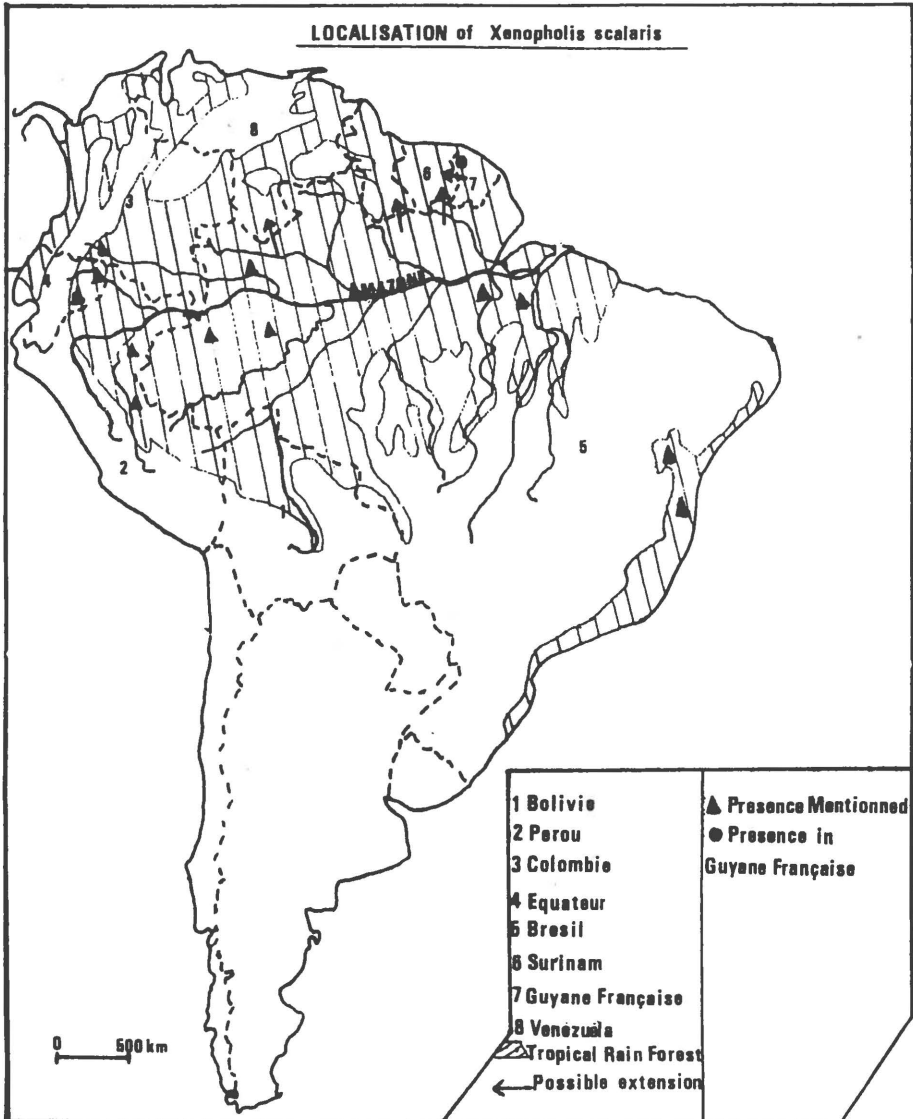 LOCALISATION of Xenopholis scalaris
8
6
7
3
4
AMAZONE
5
2
1
0 500 km
1 Bolivie
2 Perou
3 Colombie
4 Equateur
5 Bresil
6 Surinam
7 Guyane Française
8 Venezuéla
Tropical Rain Forest
Possible extension
Presence Mentionned
Presence in
Guyane Française